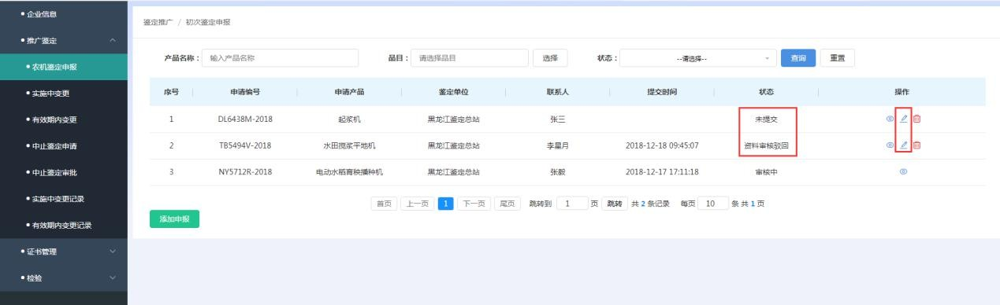 企业信息
推广鉴定
农机鉴定申报
实施中变更
有效期内变更
中止鉴定申请
中止鉴定审批
实施中变更记录
有效期内变更记录
证书管理
检验
鉴定推广 / 初次鉴定申报
产品名称： 输入产品名称 品目： 请选择品目 选择 状态： --请选择-- 查询 重置
序号 申请编号 申请产品 鉴定单位 联系人 提交时间 状态 操作
1 DL6438M-2018 起浆机 黑龙江鉴定总站 张三 未提交
2 TB5494V-2018 水田搅浆平地机 黑龙江鉴定总站 李星月 2018-12-18 09:45:07 资料审核驳回
3 NY5712R-2018 电动水稻育秧播种机 黑龙江鉴定总站 张毅 2018-12-17 17:11:18 审核中
首页 上一页 1 下一页 尾页 跳转到 1 页 跳转 共 2 条记录 每页 10 条 共 1 页
添加申报